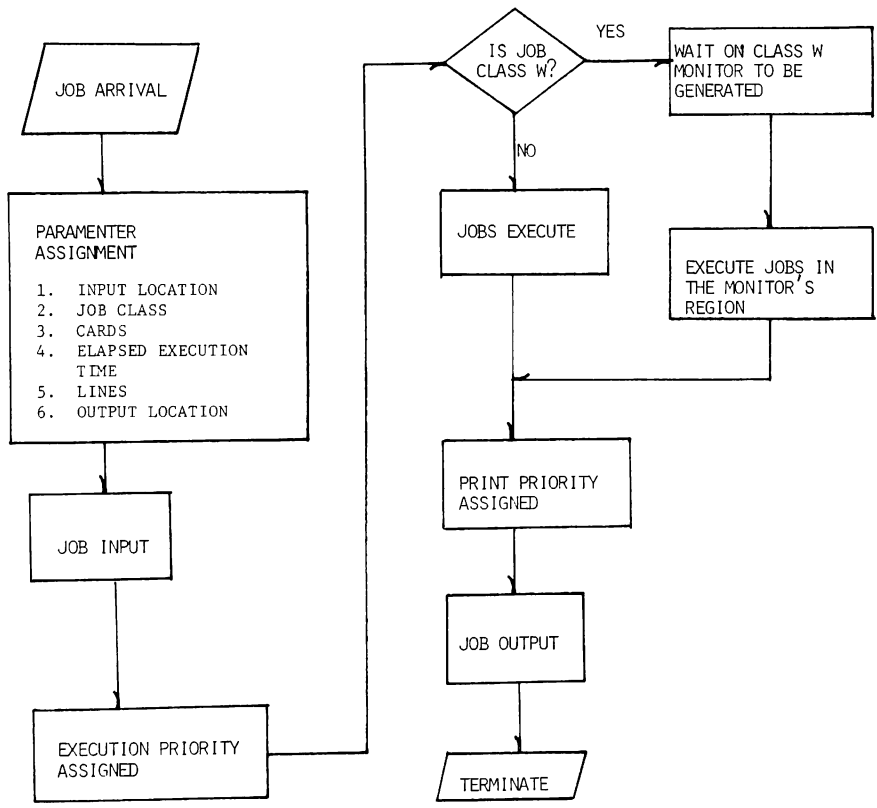 JOB ARRIVAL
PARAMENTER
ASSIGNMENT
1. INPUT LOCATION
2. JOB CLASS
3. CARDS
4. ELAPSED EXECUTION
TIME
5. LINES
6. OUTPUT LOCATION
JOB INPUT
EXECUTION PRIORITY
ASSIGNED
IS JOB
CLASS W?
YES
WAIT ON CLASS W
MONITOR TO BE
GENERATED
NO
JOBS EXECUTE
EXECUTE JOBS IN
THE MONITOR'S
REGION
PRINT PRIORITY
ASSIGNED
JOB OUTPUT
TERMINATE